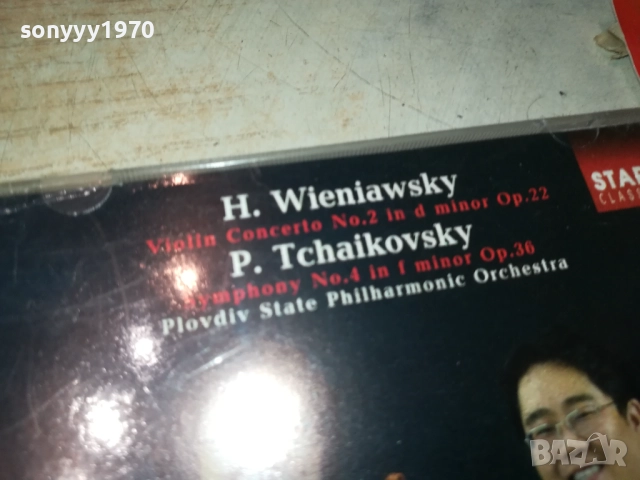 sonyyy1970
H. Wieniawsky
Violin Concerto No.2 in d minor Op.22
P. Tchaikovsky
Symphony No.4 in f minor Op.36
Plovdiv State Philharmonic Orchestra
STAR
CLASS
BAZAR
.bg